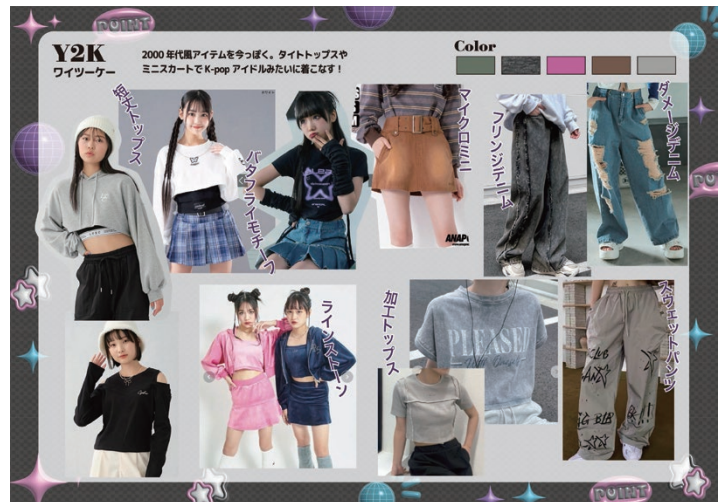 POINT
Y2K
ワイツーケー
2000年代風アイテムを今っぽく。タイトトップスや
ミニスカートでK-popアイドルみたいに着こなす！
Color
短丈トップス
バタフライモチーフ
マイクロミニ
ANAP
フリンジデニム
ダメージデニム
ラインストーン
加工トップス
PLEASED
スウェットパンツ
POINT